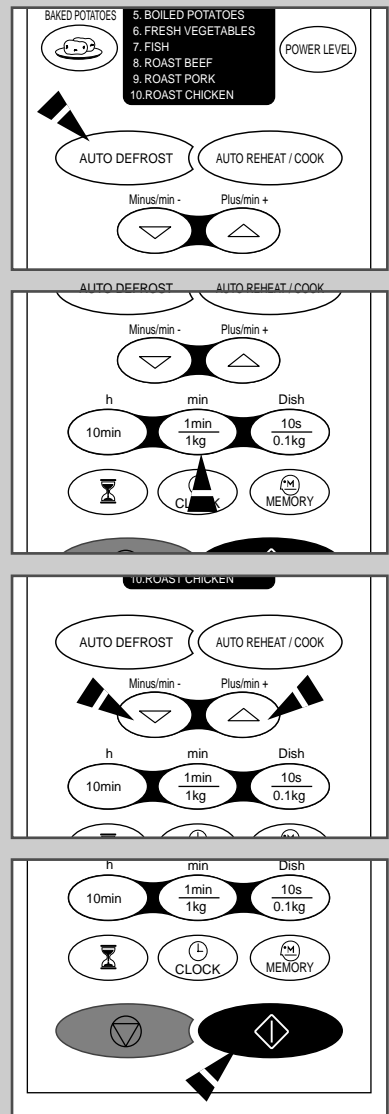 BAKED POTATOES
5. BOILED POTATOES
6. FRESH VEGETABLES
7. FISH
8. ROAST BEEF
9. ROAST PORK
10.ROAST CHICKEN
POWER LEVEL
AUTO DEFROST
AUTO REHEAT / COOK
Minus/min -
Plus/min +
AUTO DEFROST
AUTO REHEAT / COOK
Minus/min -
Plus/min +
h
min
Dish
10min
1min
1kg
10s
0.1kg
CLOCK
M
MEMORY
10.ROAST CHICKEN
AUTO DEFROST
AUTO REHEAT / COOK
Minus/min -
Plus/min +
h
min
Dish
10min
1min
1kg
10s
0.1kg
h
min
Dish
10min
1min
1kg
10s
0.1kg
CLOCK
M
MEMORY